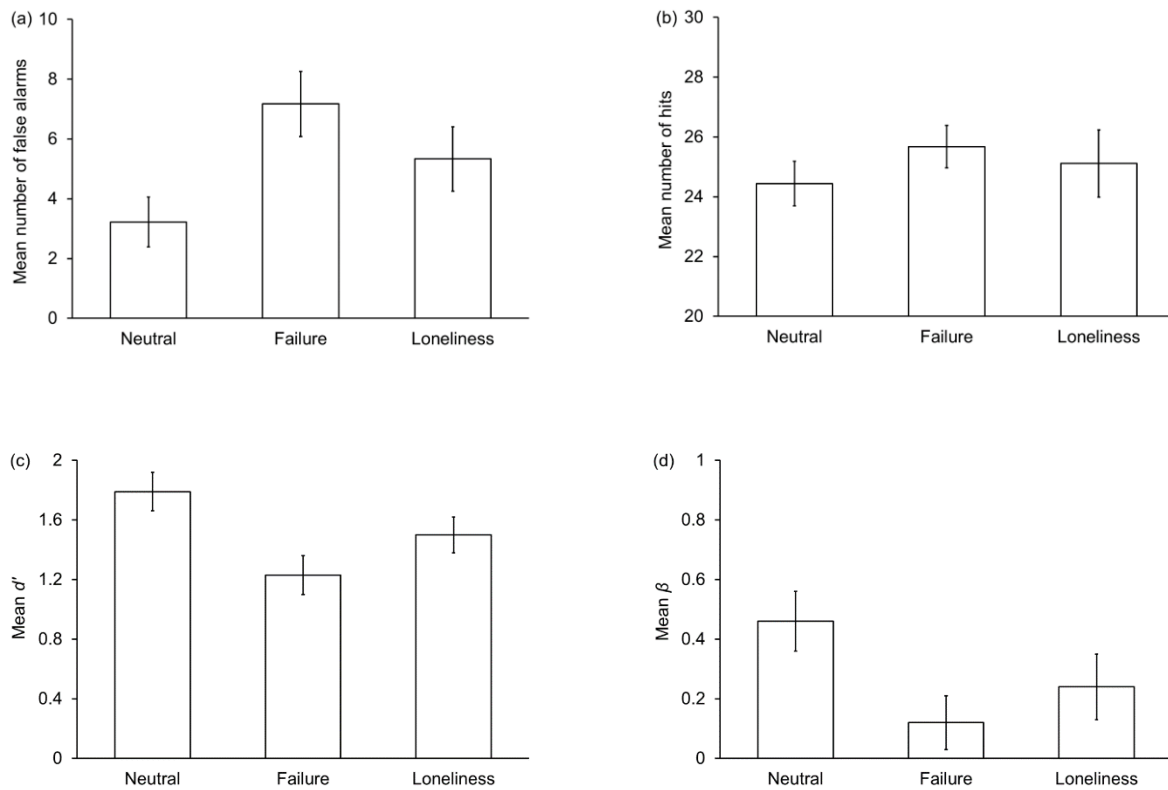 (a)
10
8
6
4
2
0
Mean number of false alarms
Neutral Failure Loneliness
(b)
30
28
26
24
22
20
Mean number of hits
Neutral Failure Loneliness
(c)
2
1.6
1.2
0.8
0.4
0
Mean d′
Neutral Failure Loneliness
(d)
1
0.8
0.6
0.4
0.2
0
Mean β
Neutral Failure Loneliness